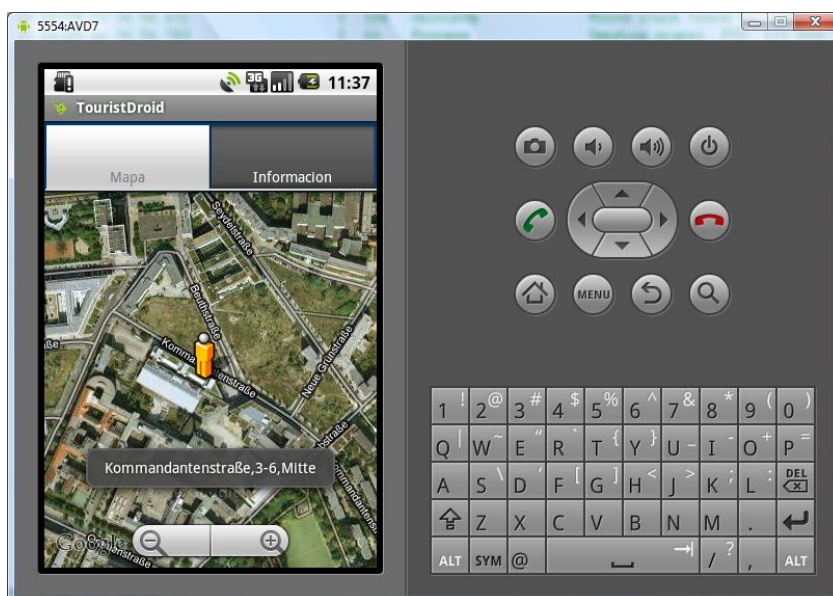 5554:AVD7
3G 11:37
TouristDroid
Mapa
Informacion
Seydelstraße
Beuthstraße
Kommandantenstraße
Neue Grünstraße
Kommandantenstraße,3-6,Mitte
Google
MENU
1 ! 2 @ 3 # 4 $ 5 % 6 ^ 7 & 8 * 9 ( 0 )
Q | W ~ E " R ` T { Y } U - I - O + P =
A S \ D ' F [ G ] H < J > K ; L : DEL
Z X C V B N M .
ALT SYM @ / ? , ALT